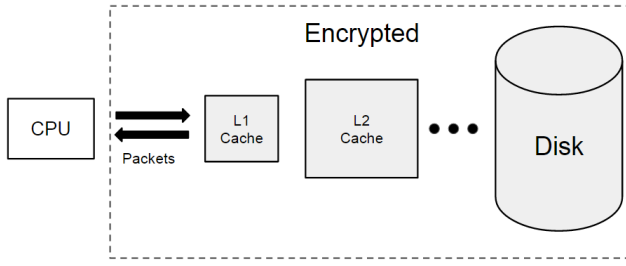 Encrypted
CPU
Packets
L1
Cache
L2
Cache
Disk